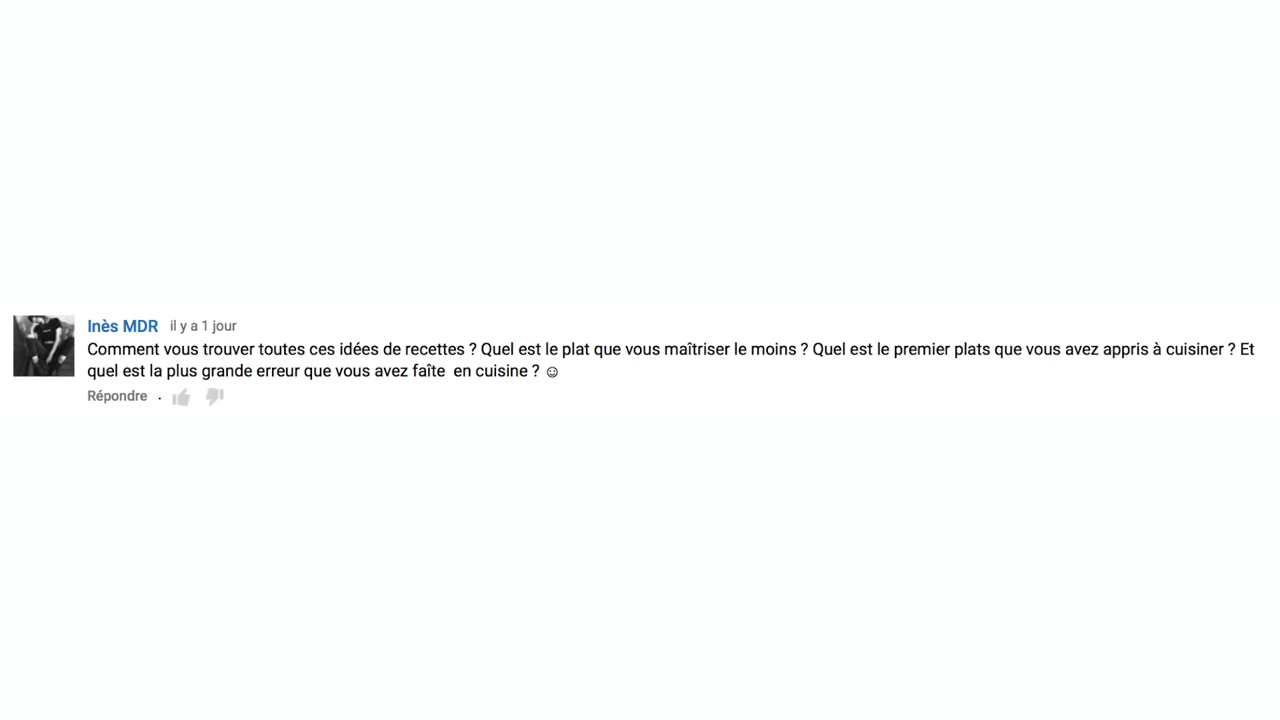 Inès MDR il y a 1 jour
Comment vous trouver toutes ces idées de recettes ? Quel est le plat que vous maîtriser le moins ? Quel est le premier plats que vous avez appris à cuisiner ? Et
quel est la plus grande erreur que vous avez faîte  en cuisine ? ☺
Répondre ·